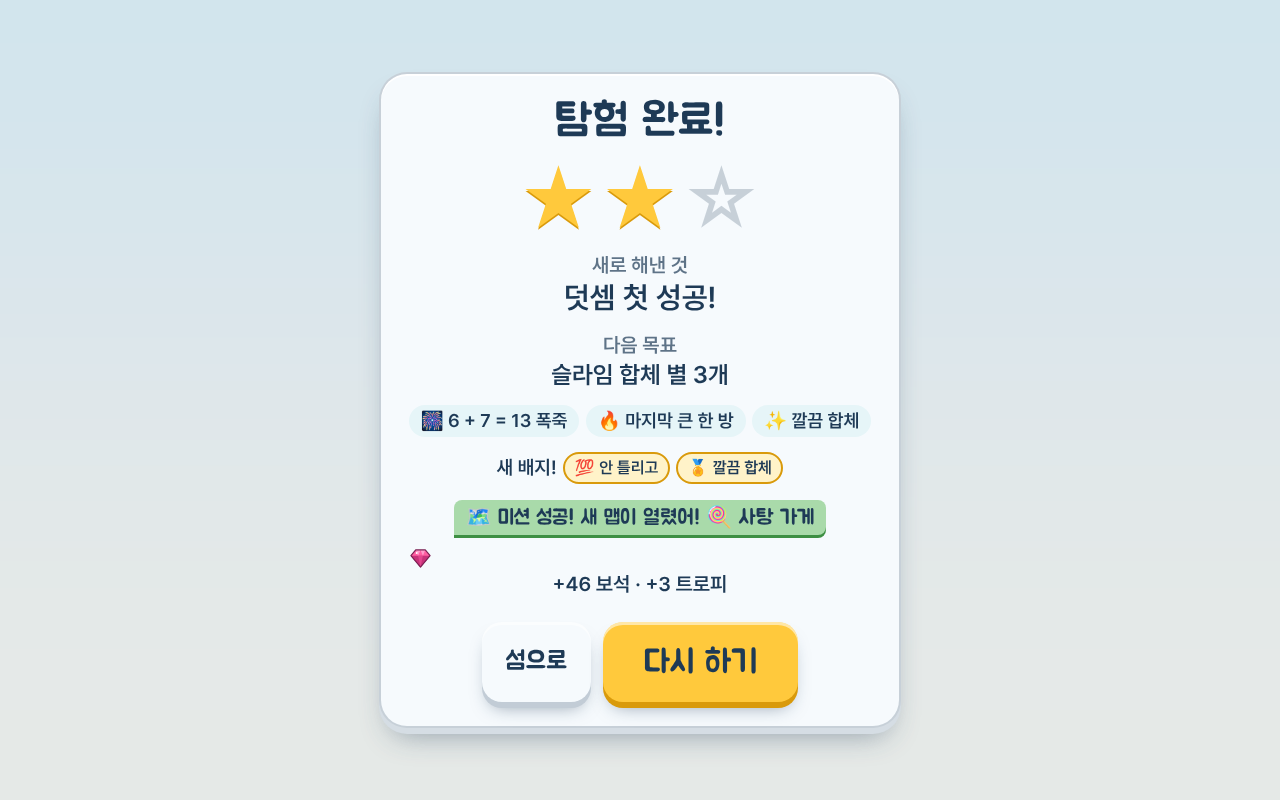 탐험 완료!
새로 해낸 것
덧셈 첫 성공!
다음 목표
슬라임 합체 별 3개
🎆 6 + 7 = 13 폭죽 🔥 마지막 큰 한 방 ✨ 깔끔 합체
새 배지! 💯 안 틀리고 🏅 깔끔 합체
🗺️ 미션 성공! 새 맵이 열렸어! 🍭 사탕 가게
+46 보석 · +3 트로피
섬으로 다시 하기